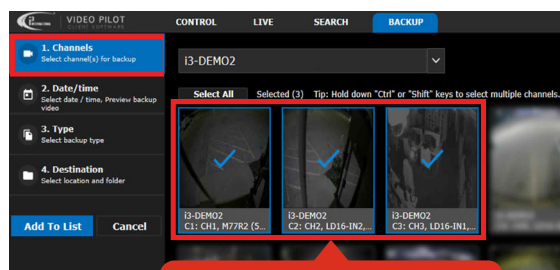 VIDEO PILOT
CLIENT SOFTWARE
CONTROL LIVE SEARCH BACKUP
1. Channels
Select channel(s) for backup
2. Date/time
Select date / time, Preview backup
video
3. Type
Select backup type
4. Destination
Select location and folder
Add To List Cancel
i3-DEMO2
Select All Selected (3) Tip: Hold down "Ctrl" or "Shift" keys to select multiple channels.
i3-DEMO2
C1: CH1, M77R2 (5...
i3-DEMO2
C2: CH2, LD16-IN2,...
i3-DEMO2
C3: CH3, LD16-IN1,...